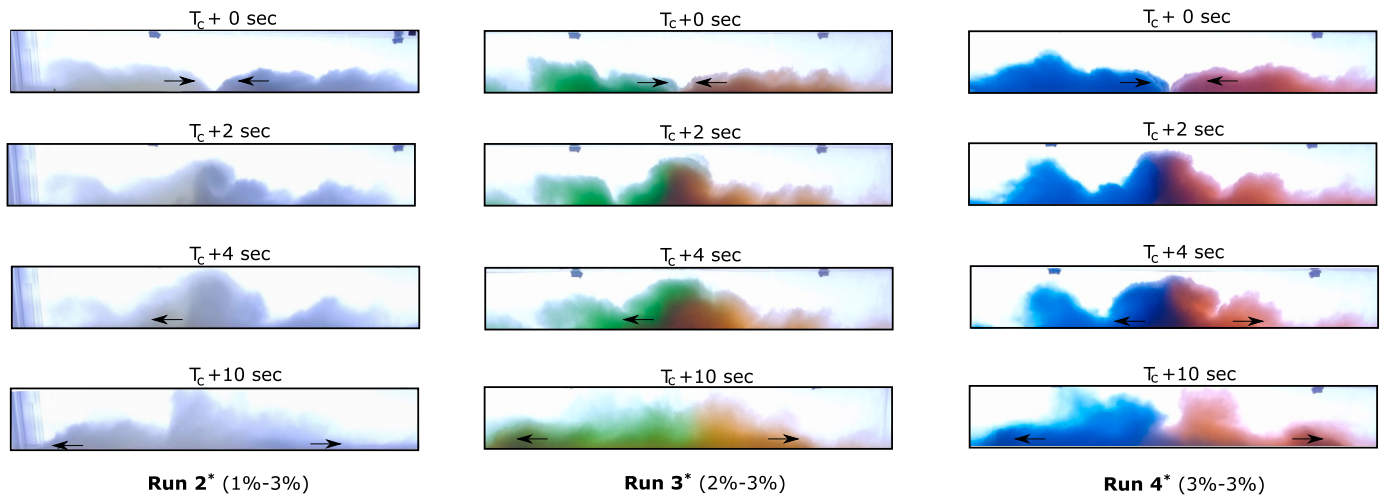 Tc+ 0 sec
Tc+0 sec
Tc+ 0 sec
Tc+2 sec
Tc+2 sec
Tc+2 sec
Tc+4 sec
Tc+4 sec
Tc+4 sec
Tc+10 sec
Tc+10 sec
Tc+10 sec
Run 2* (1%-3%)
Run 3* (2%-3%)
Run 4* (3%-3%)